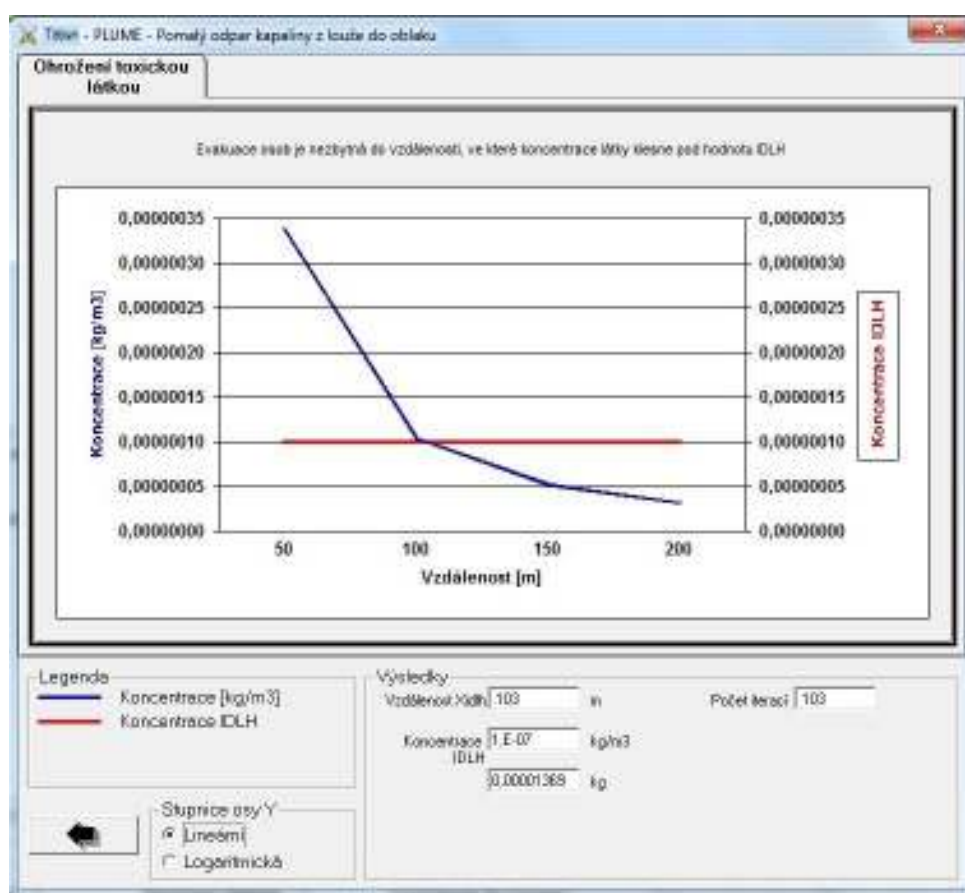 - PLUME - Pomalý odpar kapaliny z louže do oblaku
Ohrožení toxickou
látkou
Evakuace osob je nezbytná do vzdálenosti, ve které koncentrace látky klesne pod hodnotu IDLH
0,00000035
0,00000030
0,00000025
0,00000020
0,00000015
0,00000010
0,00000005
0,00000000
Koncentrace [kg/m3]
50 100 150 200
Vzdálenost [m]
0,00000035
0,00000030
0,00000025
0,00000020
0,00000015
0,00000010
0,00000005
0,00000000
Koncentrace IDLH
Legenda
Koncentrace [kg/m3]
Koncentrace IDLH
Stupnice osy Y
Lineární
Logaritmická
Výsledky
Vzdálenost Xidlh 103 m Počet iterací 103
Koncentrace IDLH 1,E-07 kg/m3
0,00001369 kg